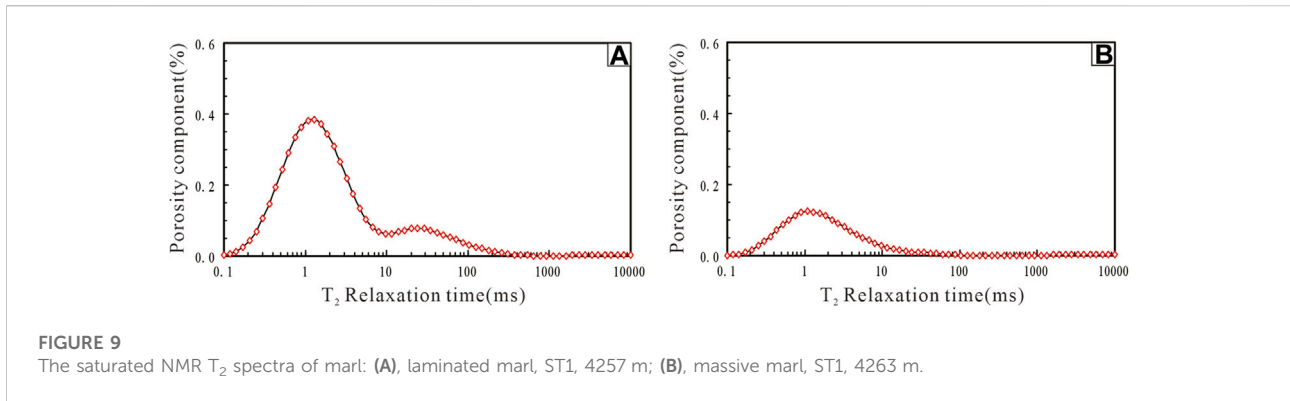 A
0.6
0.4
0.2
0.0
Porosity component(%)
0.1
1
10
100
1000
10000
T₂ Relaxation time(ms)
B
0.6
0.4
0.2
0.0
Porosity component(%)
0.1
1
10
100
1000
10000
T₂ Relaxation time(ms)
FIGURE 9
The saturated NMR T₂ spectra of marl: (A), laminated marl, ST1, 4257 m; (B), massive marl, ST1, 4263 m.